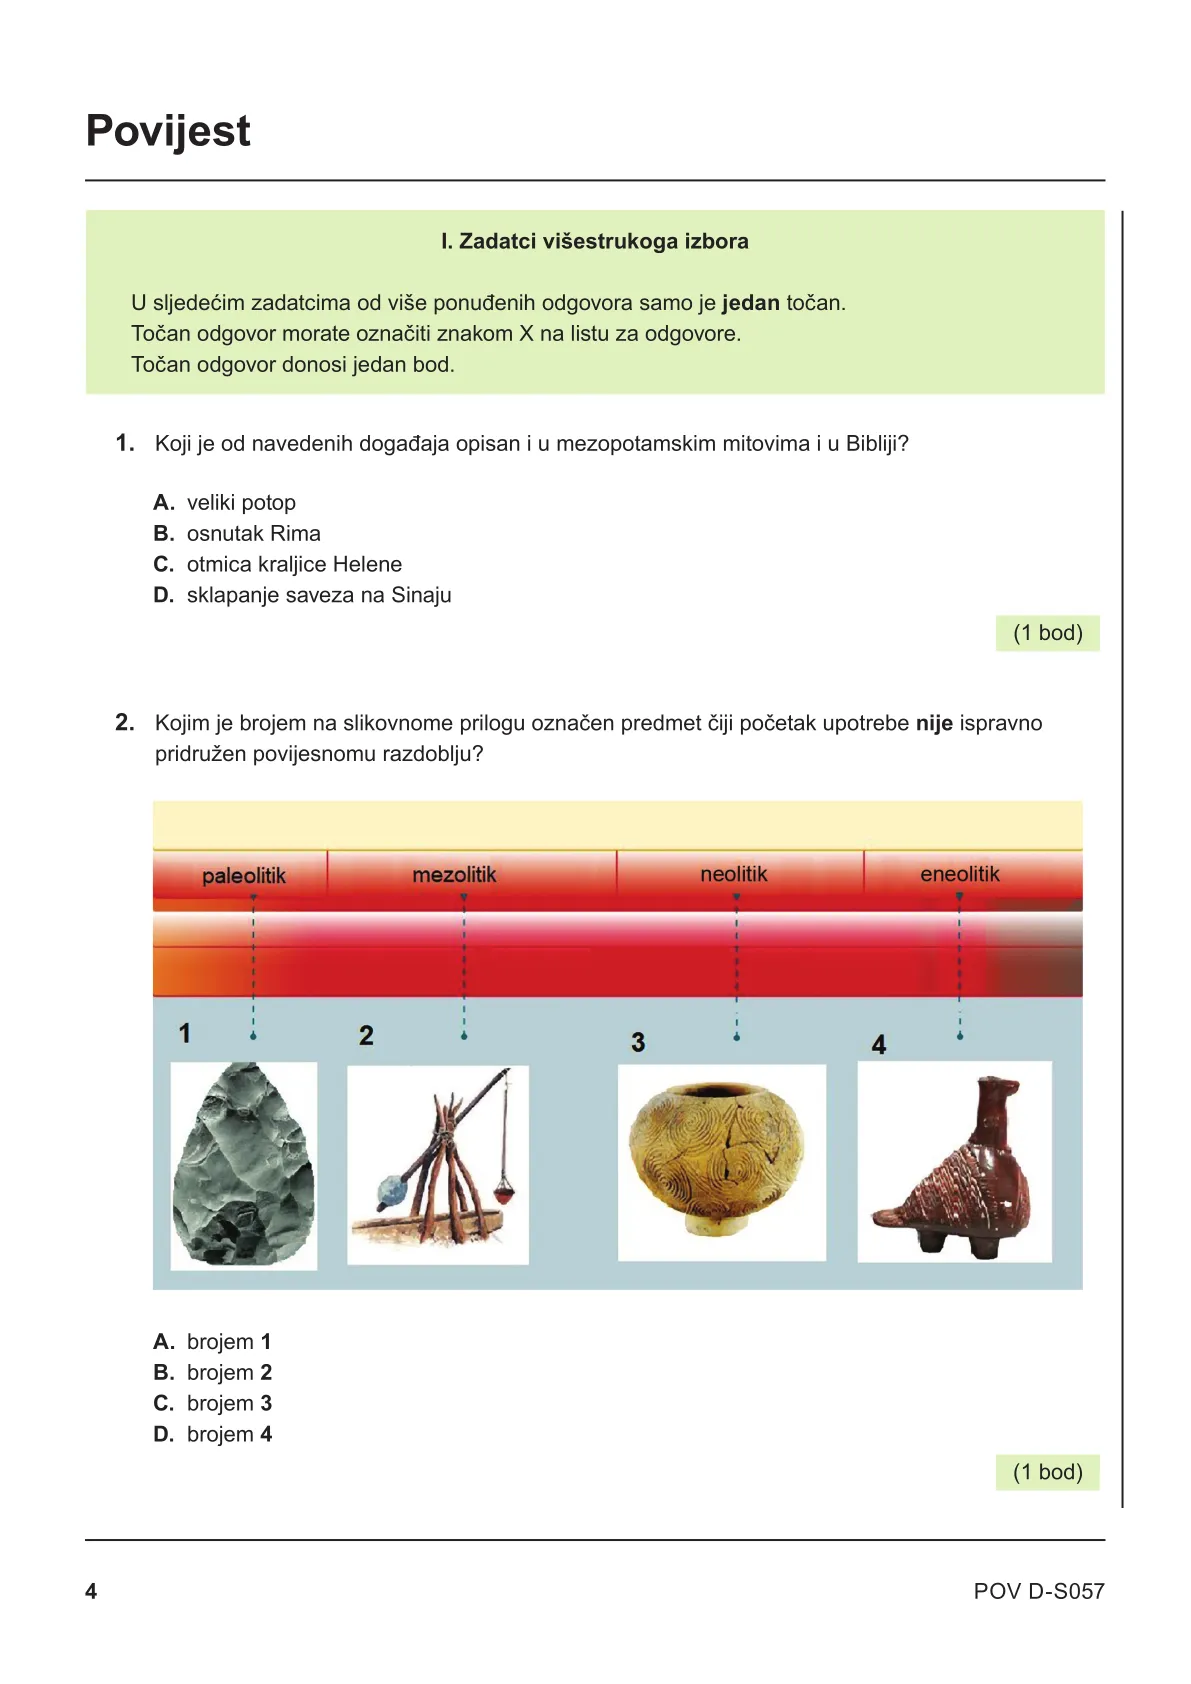 Povijest
I. Zadatci višestrukoga izbora
U sljedećim zadatcima od više ponuđenih odgovora samo je jedan točan.
Točan odgovor morate označiti znakom X na listu za odgovore.
Točan odgovor donosi jedan bod.
1. Koji je od navedenih događaja opisan i u mezopotamskim mitovima i u Bibliji?
A. veliki potop
B. osnutak Rima
C. otmica kraljice Helene
D. sklapanje saveza na Sinaju
(1 bod)
2. Kojim je brojem na slikovnome prilogu označen predmet čiji početak upotrebe nije ispravno
pridružen povijesnomu razdoblju?
paleolitik mezolitik neolitik eneolitik
1 2 3 4
A. brojem 1
B. brojem 2
C. brojem 3
D. brojem 4
(1 bod)
4 POV D-S057